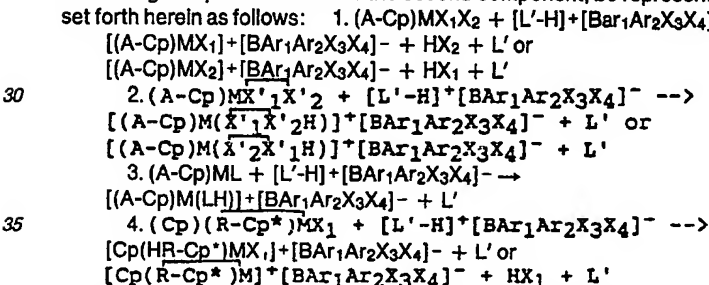 set forth herein as follows: 1. (A-Cp)MX1X2 + [L'-H]+[Bar1Ar2X3X4]
[(A-Cp)MX1]+[BAr1Ar2X3X4]- + HX2 + L' or
[(A-Cp)MX2]+[BAr1Ar2X3X4]- + HX1 + L'
30 2. (A-Cp)MX'1X'2 + [L'-H]+[BAr1Ar2X3X4]- -->
[(A-Cp)M(X'1X'2H)]+[BAr1Ar2X3X4]- + L' or
[(A-Cp)M(X'2X'1H)]+[BAr1Ar2X3X4]- + L'
3. (A-Cp)ML + [L'-H]+[BAr1Ar2X3X4]- →
[(A-Cp)M(LH)]+[BAr1Ar2X3X4]- + L'
35 4. (Cp)(R-Cp*)MX1 + [L'-H]+[BAr1Ar2X3X4]- -->
[Cp(HR-Cp*)MX1]+[BAr1Ar2X3X4]- + L' or
[Cp(R-Cp*)M]+[BAr1Ar2X3X4]- + HX1 + L'